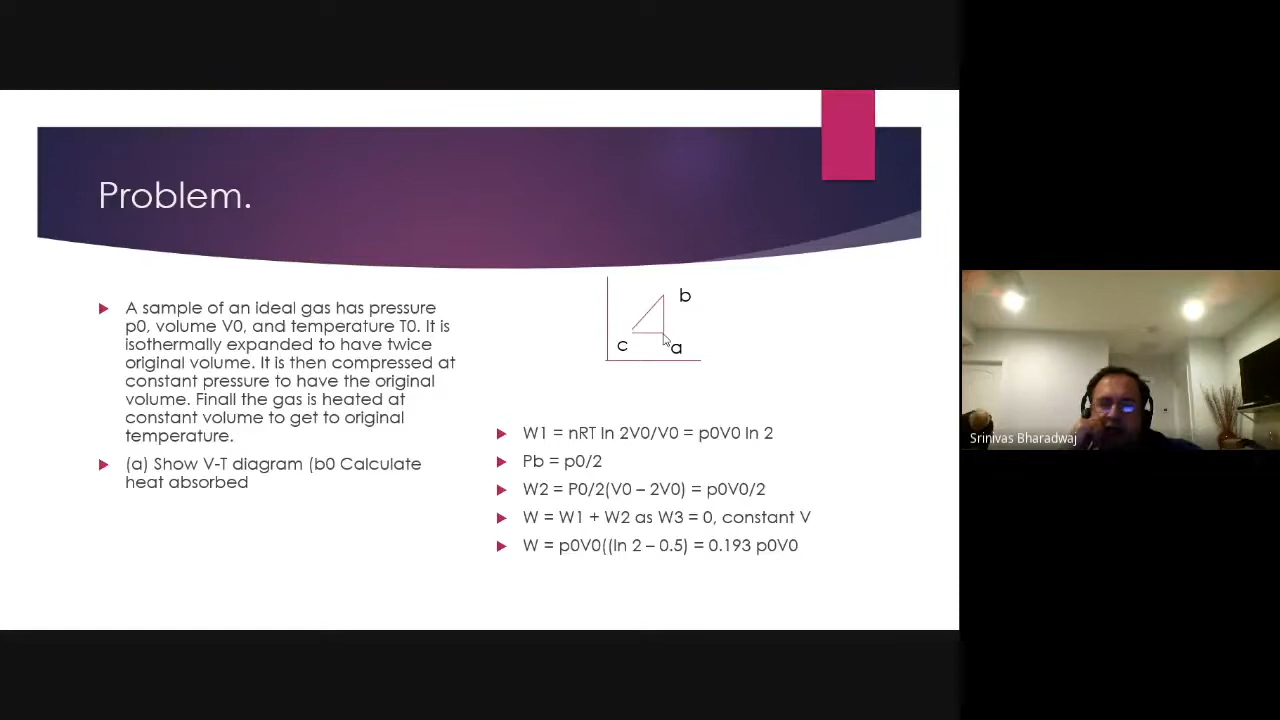 Problem.
A sample of an ideal gas has pressure
p0, volume V0, and temperature T0. It is
isothermally expanded to have twice
original volume. It is then compressed at
constant pressure to have the original
volume. Finall the gas is heated at
constant volume to get to original
temperature.
(a) Show V-T diagram (b0 Calculate
heat absorbed
b
c
a
W1 = nRT ln 2V0/V0 = p0V0 ln 2
Pb = p0/2
W2 = P0/2(V0 – 2V0) = p0V0/2
W = W1 + W2 as W3 = 0, constant V
W = p0V0((ln 2 – 0.5) = 0.193 p0V0
Srinivas Bharadwaj